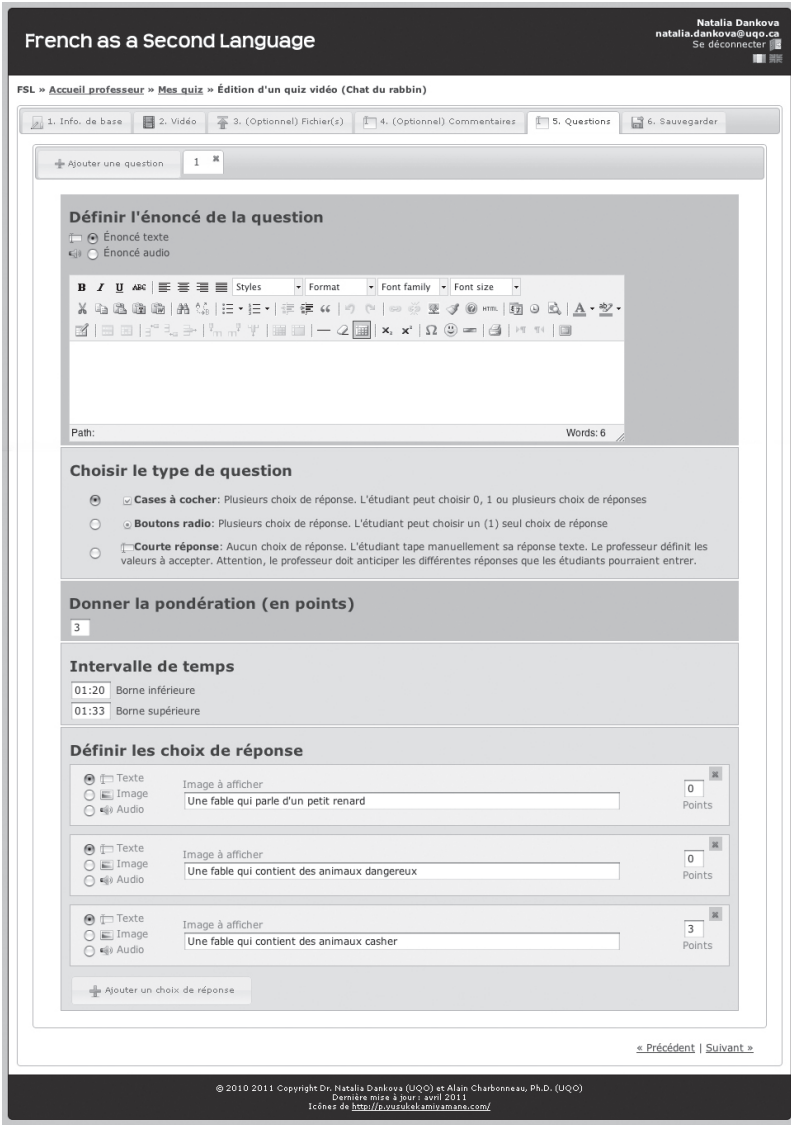 Natalia Dankova
natalia.dankova@uqo.ca
French as a Second Language
Se déconnecter
FSL » Accueil professeur » Mes quiz » Édition d'un quiz vidéo (Chat du rabbin)
1. Info. de base 2. Vidéo 3. (Optionnel) Fichier(s) 4. (Optionnel) Commentaires 5. Questions 6. Sauvegarder
Ajouter une question 1
Définir l'énoncé de la question
Énoncé texte
Énoncé audio
B I U ABC Styles Format Font family Font size
HTML A
Path: Words: 6
Choisir le type de question
Cases à cocher: Plusieurs choix de réponse. L'étudiant peut choisir 0, 1 ou plusieurs choix de réponses
Boutons radio: Plusieurs choix de réponse. L'étudiant peut choisir un (1) seul choix de réponse
Courte réponse: Aucun choix de réponse. L'étudiant tape manuellement sa réponse texte. Le professeur définit les
valeurs à accepter. Attention, le professeur doit anticiper les différentes réponses que les étudiants pourraient entrer.
Donner la pondération (en points)
3
Intervalle de temps
01:20 Borne inférieure
01:33 Borne supérieure
Définir les choix de réponse
Texte
Image
Audio
Image à afficher
Une fable qui parle d'un petit renard
0
Points
Texte
Image
Audio
Image à afficher
Une fable qui contient des animaux dangereux
0
Points
Texte
Image
Audio
Image à afficher
Une fable qui contient des animaux casher
3
Points
Ajouter un choix de réponse
« Précédent | Suivant »
© 2010 2011 Copyright Dr. Natalia Dankova (UQO) et Alain Charbonneau, Ph.D. (UQO)
Dernière mise à jour : avril 2011
Icônes de http://p.yusukekamiyamane.com/